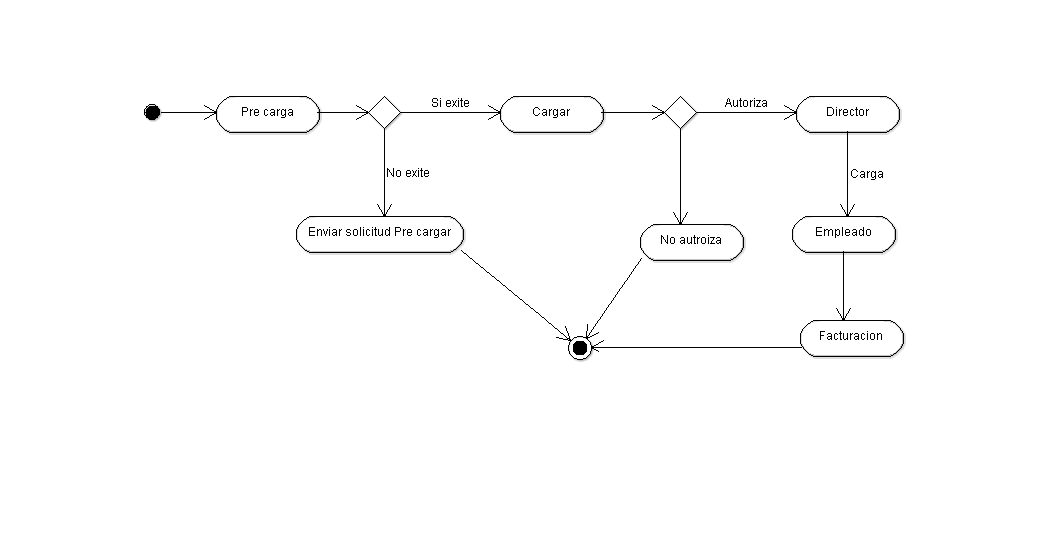 Pre carga
Si exite
Cargar
Autoriza
Director
No exite
Carga
Enviar solicitud Pre cargar
No autroiza
Empleado
Facturacion